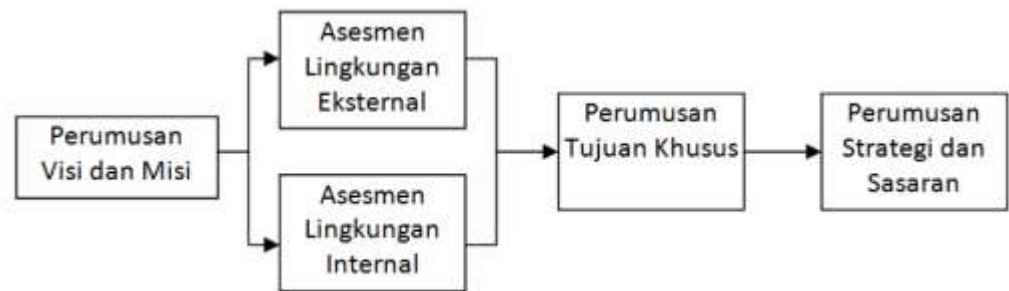 Perumusan
Visi dan Misi
Asesmen
Lingkungan
Eksternal
Asesmen
Lingkungan
Internal
Perumusan
Tujuan Khusus
Perumusan
Strategi dan
Sasaran